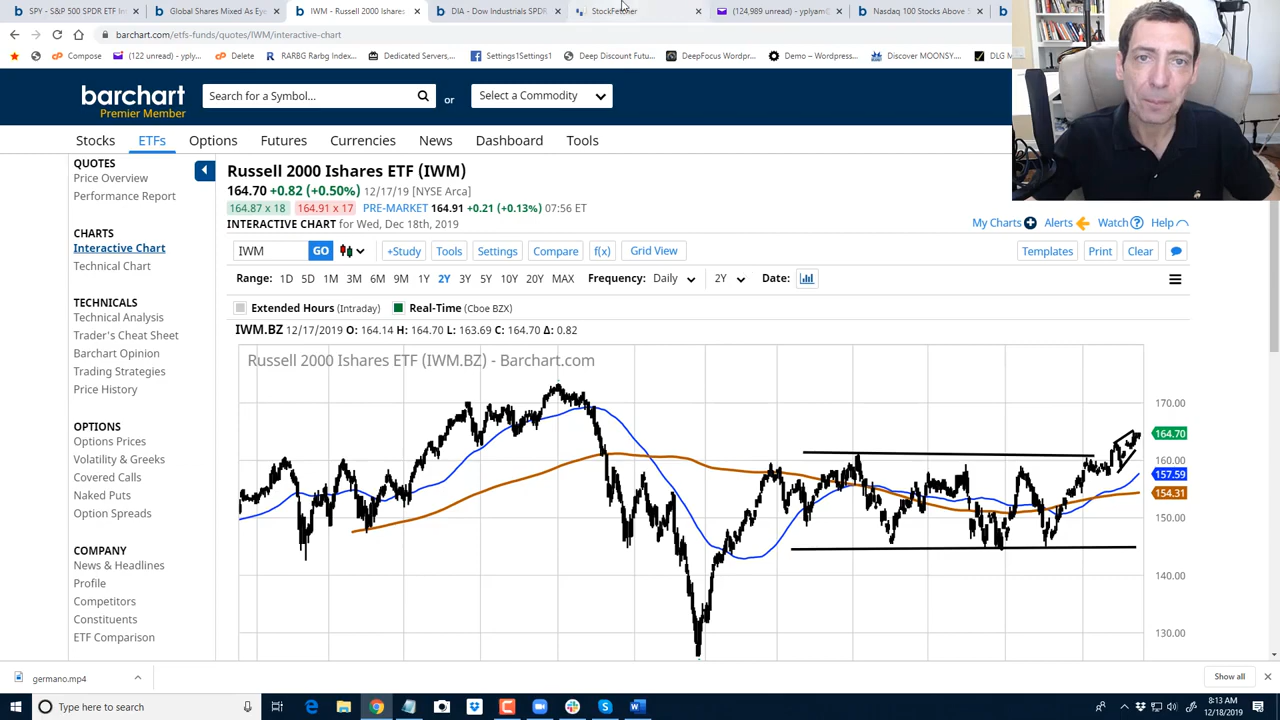 SPY - S&P 500 SPDR ETF In
Global Shares Mixed As Eye
IWM - Russell 2000 Ishares
DIA - Dow Industrials SPDR
StockFetcher
(124,989 unread) - yplyam
Nasdaq 100 Stocks Above 5
barchart.com/etfs-funds/quotes/IWM/interactive-chart
Compose
(122 unread) - yply...
Delete
RARBG Rarbg Index...
Dedicated Servers,...
Settings1Settings1
Deep Discount Futu...
DeepFocus Wordpr...
Demo – Wordpress...
Discover MOONSY...
DLG M
barchart
Premier Member
Search for a Symbol...
or
Select a Commodity
Stocks
ETFs
Options
Futures
Currencies
News
Dashboard
Tools
QUOTES
Price Overview
Performance Report
CHARTS
Interactive Chart
Technical Chart
TECHNICALS
Technical Analysis
Trader's Cheat Sheet
Barchart Opinion
Trading Strategies
Price History
OPTIONS
Options Prices
Volatility & Greeks
Covered Calls
Naked Puts
Option Spreads
COMPANY
News & Headlines
Profile
Competitors
Constituents
ETF Comparison
Russell 2000 Ishares ETF (IWM)
164.70 +0.82 (+0.50%) 12/17/19 [NYSE Arca]
164.87 x 18 164.91 x 17 PRE-MARKET 164.91 +0.21 (+0.13%) 07:56 ET
INTERACTIVE CHART for Wed, Dec 18th, 2019
My Charts
Alerts
Watch
Help
IWM GO +Study Tools Settings Compare f(x) Grid View
Templates Print Clear
Range: 1D 5D 1M 3M 6M 9M 1Y 2Y 3Y 5Y 10Y 20Y MAX Frequency: Daily 2Y Date:
Extended Hours (Intraday) Real-Time (Cboe BZX)
IWM.BZ 12/17/2019 O: 164.14 H: 164.70 L: 163.69 C: 164.70 Δ: 0.82
Russell 2000 Ishares ETF (IWM.BZ) - Barchart.com
170.00
164.70
160.00
157.59
154.31
150.00
140.00
130.00
germano.mp4
Show all
Type here to search
8:13 AM
12/18/2019